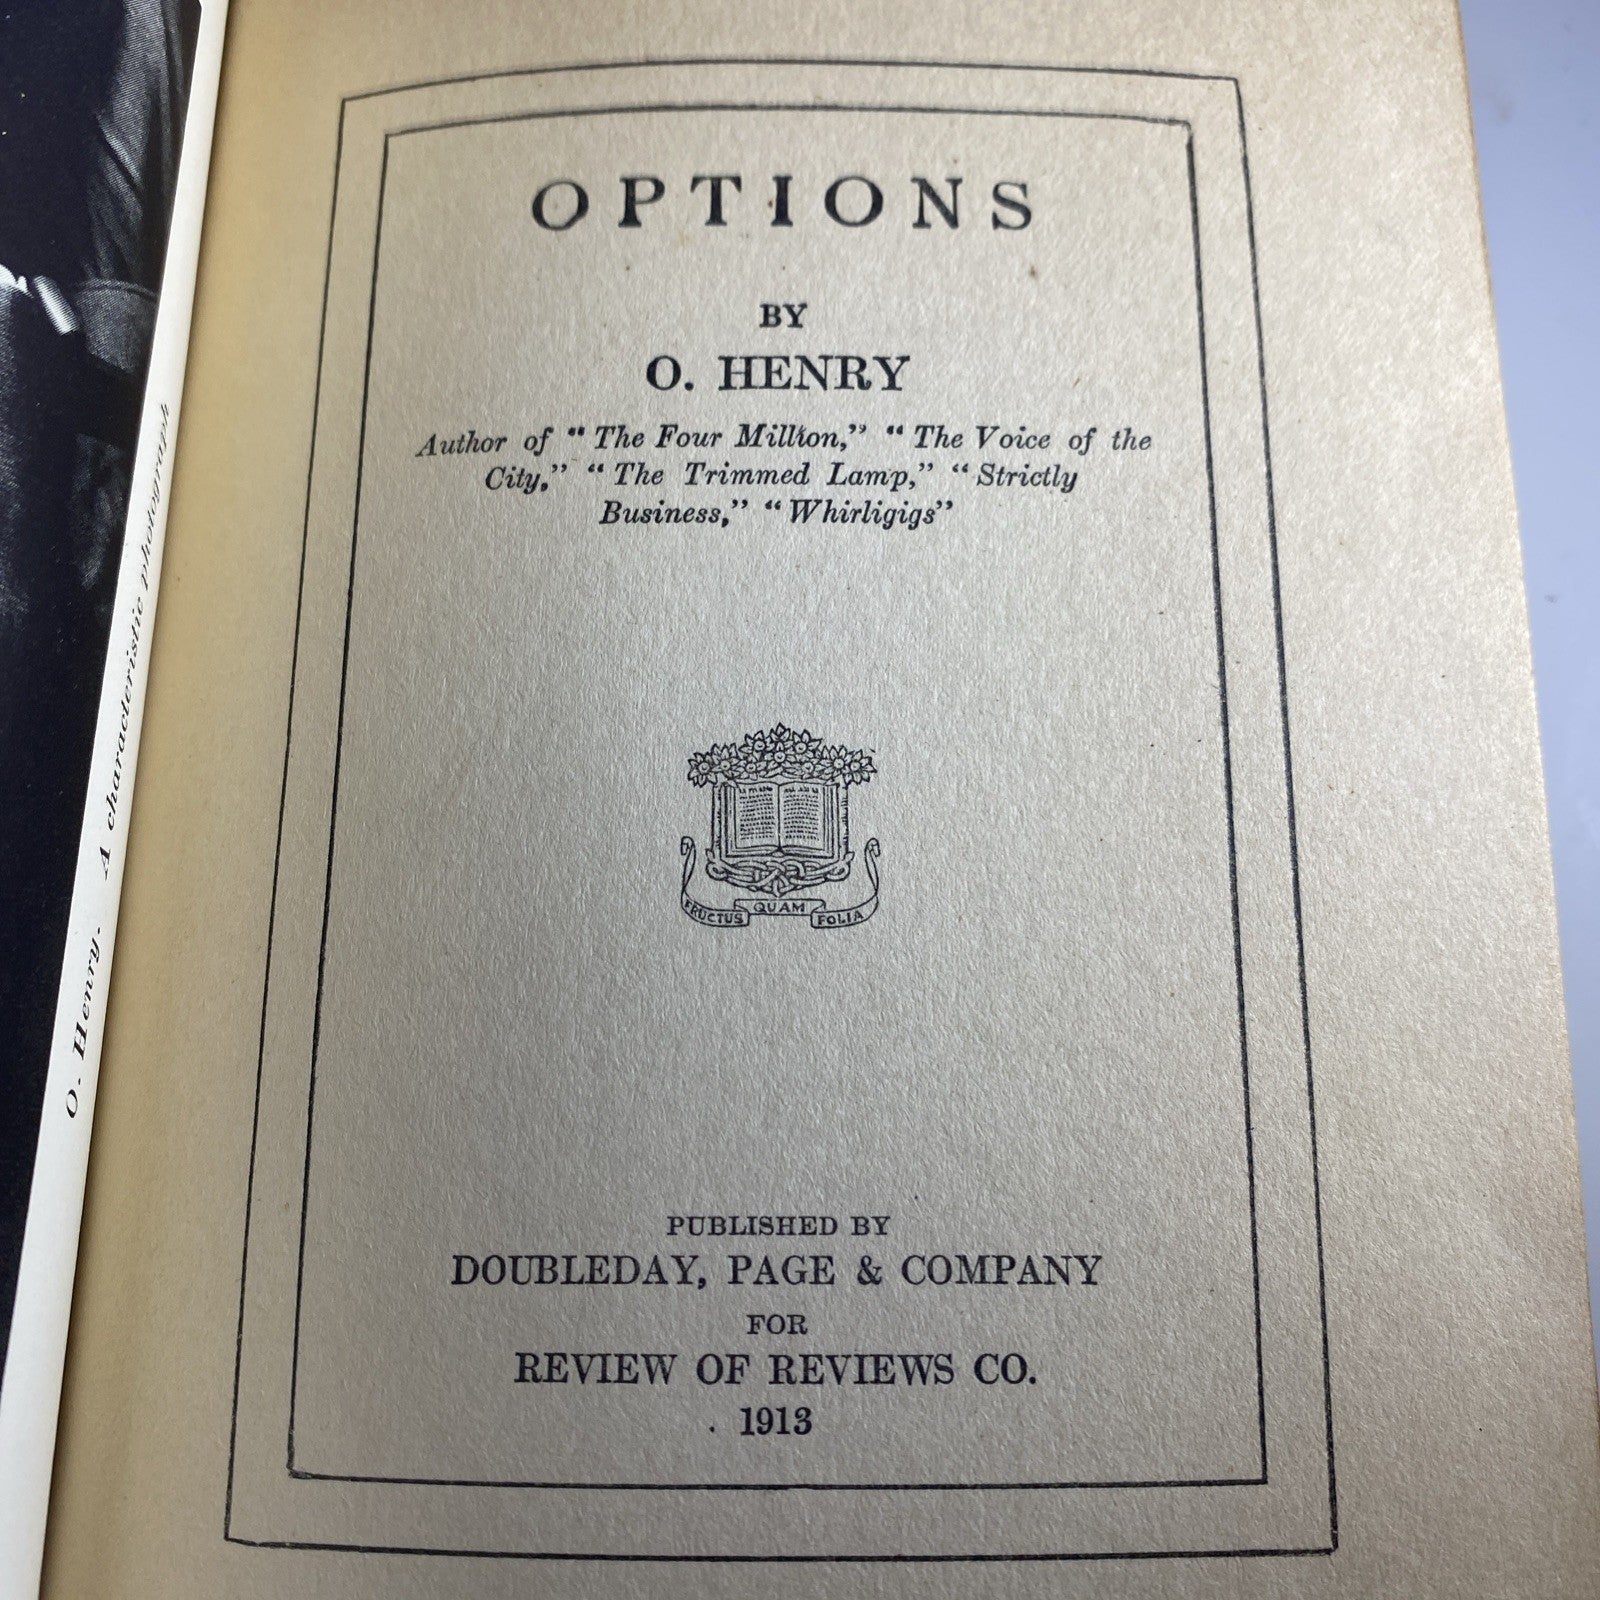 O. Henry. A characteristic photograph
OPTIONS
BY
O. HENRY
Author of "The Four Million," "The Voice of the
City," "The Trimmed Lamp," "Strictly
Business," "Whirligigs"
FRUCTUS QUAM FOLIA
PUBLISHED BY
DOUBLEDAY, PAGE & COMPANY
FOR
REVIEW OF REVIEWS CO.
1913